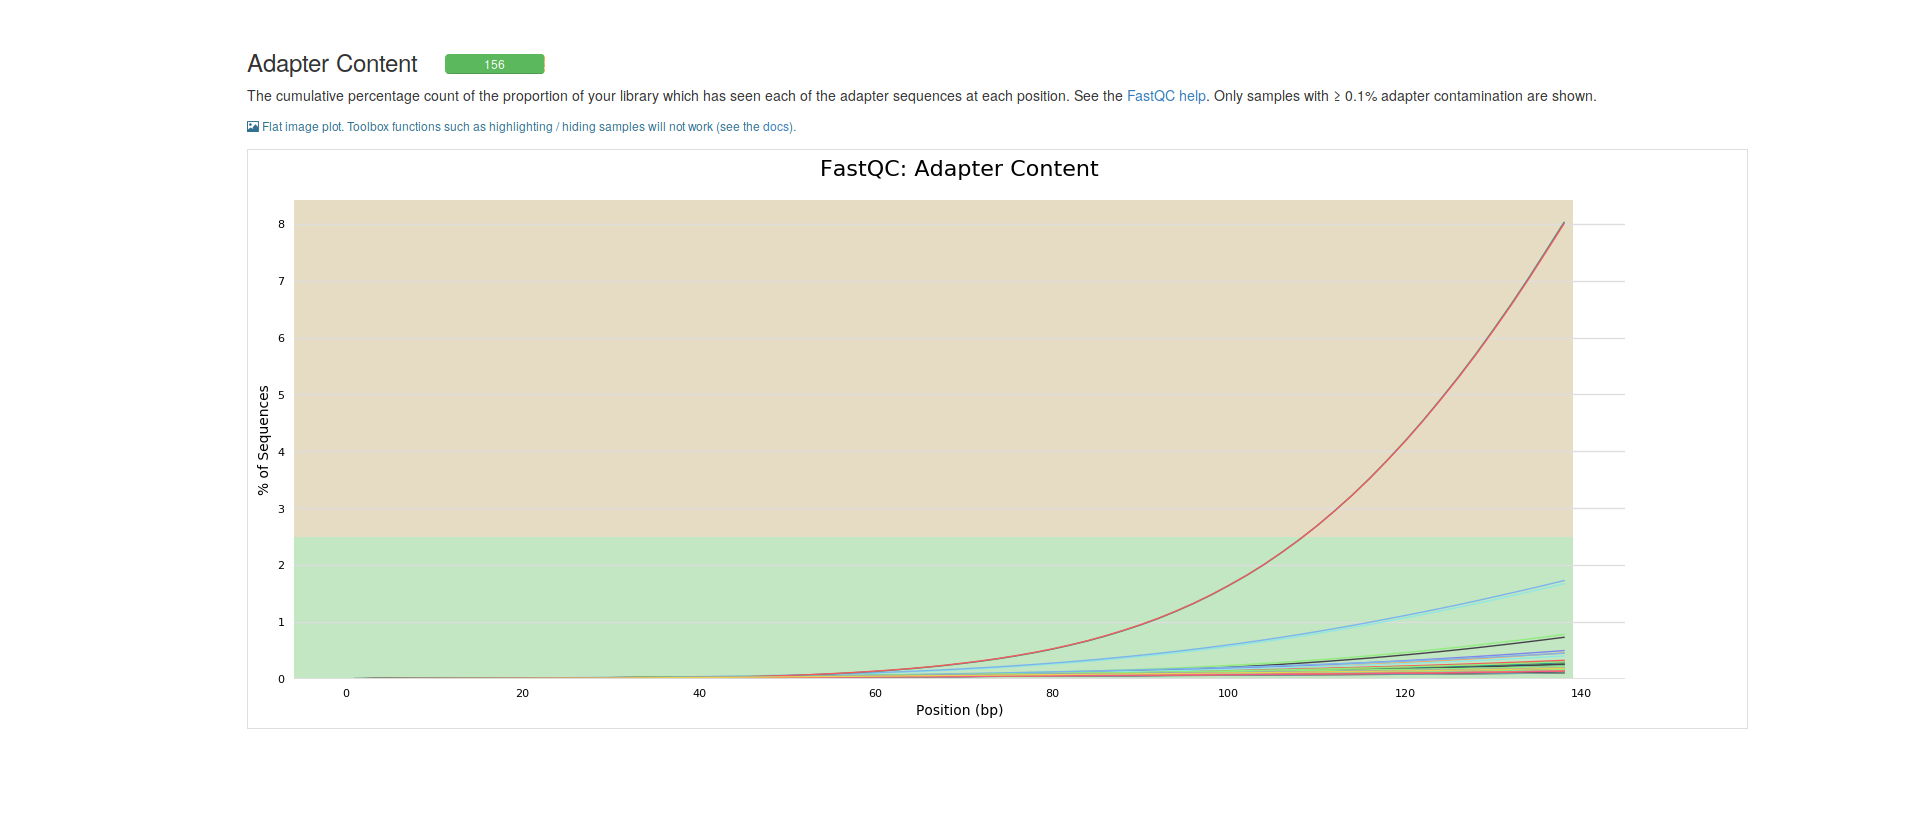 Adapter Content 156
The cumulative percentage count of the proportion of your library which has seen each of the adapter sequences at each position. See the FastQC help. Only samples with ≥ 0.1% adapter contamination are shown.
Flat image plot. Toolbox functions such as highlighting / hiding samples will not work (see the docs).
FastQC: Adapter Content
8
7
6
5
4
3
2
1
0
% of Sequences
0 20 40 60 80 100 120 140
Position (bp)